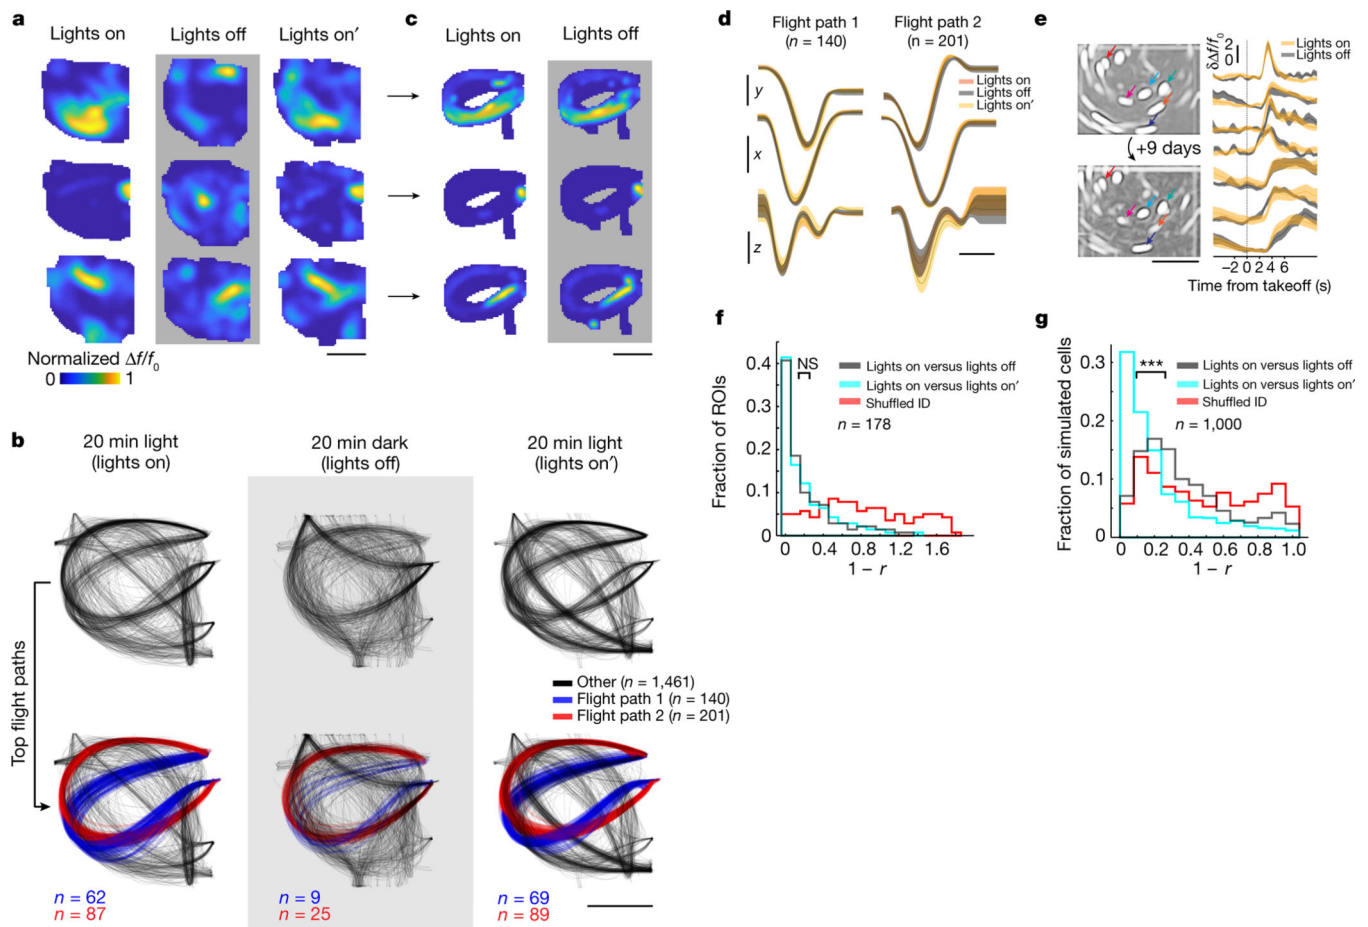 a
Lights on
Lights off
Lights on′
Normalized Δf/f0
0
1
c
Lights on
Lights off
d
Flight path 1
(n = 140)
Flight path 2
(n = 201)
Lights on
Lights off
Lights on′
y
x
z
e
+9 days
δΔf/f0
2
0
Lights on
Lights off
−2 0 2 4 6
Time from takeoff (s)
b
20 min light
(lights on)
20 min dark
(lights off)
20 min light
(lights on′)
Top flight paths
Other (n = 1,461)
Flight path 1 (n = 140)
Flight path 2 (n = 201)
n = 62
n = 87
n = 9
n = 25
n = 69
n = 89
f
Fraction of ROIs
0.4
0.3
0.2
0.1
0
NS
Lights on versus lights off
Lights on versus lights on′
Shuffled ID
n = 178
0 0.4 0.8 1.2 1.6
1 − r
g
Fraction of simulated cells
0.3
0.2
0.1
0
***
Lights on versus lights off
Lights on versus lights on′
Shuffled ID
n = 1,000
0 0.2 0.4 0.6 0.8 1.0
1 − r